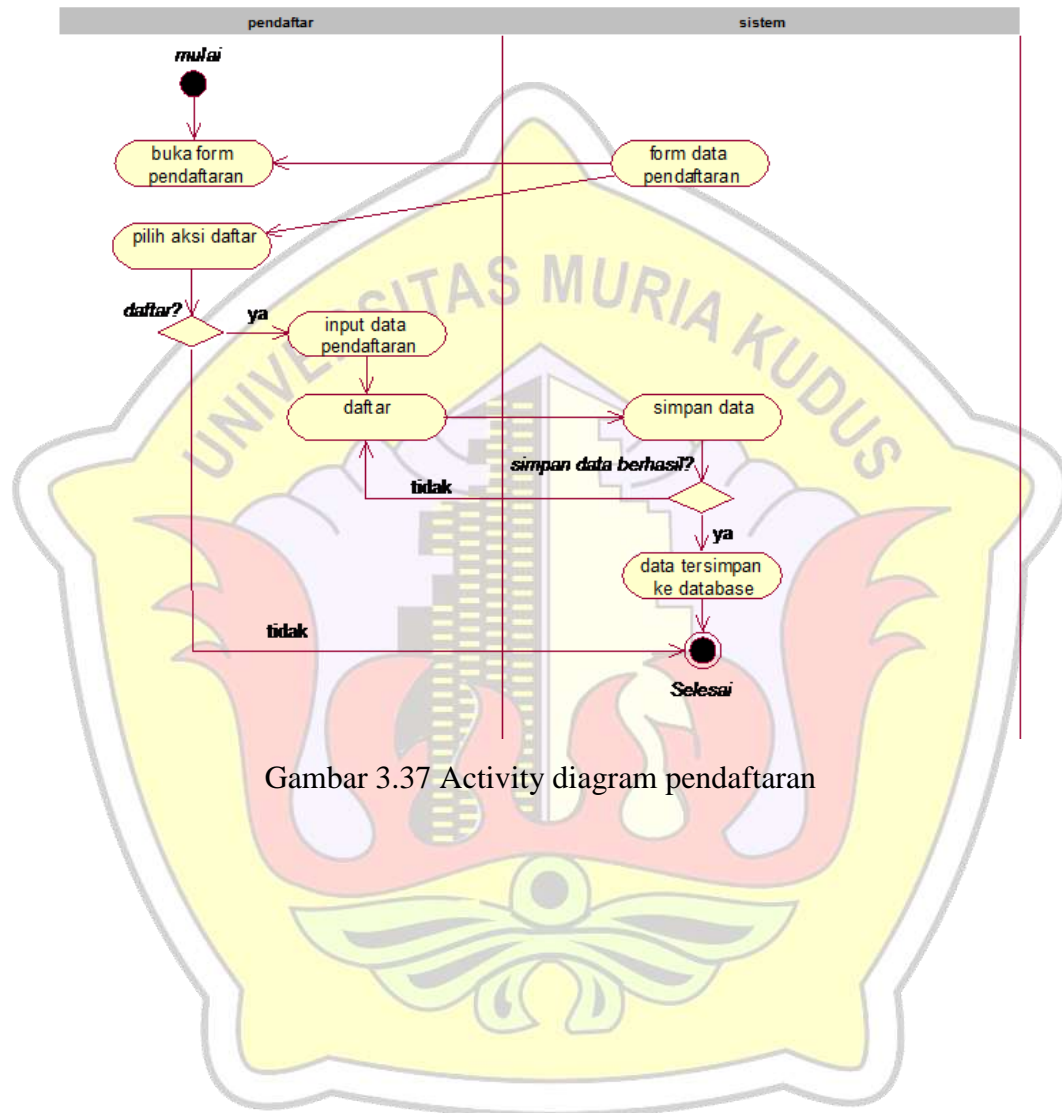 pendaftar
sistem
mulai
buka form
pendaftaran
form data
pendaftaran
pilih aksi daftar
daftar?
ya
input data
pendaftaran
daftar
simpan data
simpan data berhasil?
tidak
ya
data tersimpan
ke database
tidak
Selesai
UNIVERSITAS MURIA KUDUS
Gambar 3.37 Activity diagram pendaftaran